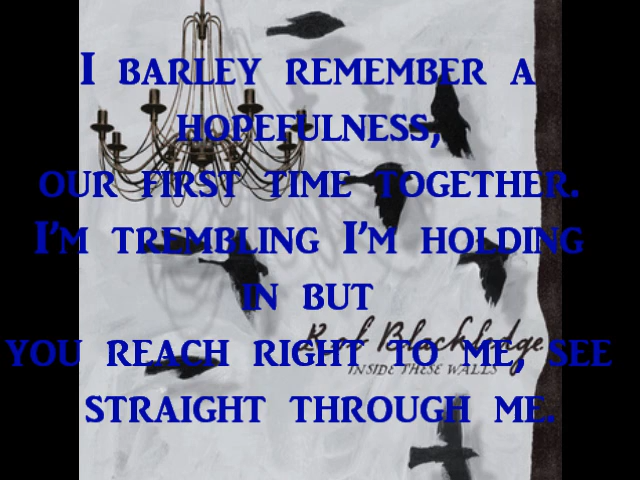 I BARLEY REMEMBER A
HOPEFULNESS,
OUR FIRST TIME TOGETHER.
I'M TREMBLING I'M HOLDING
IN BUT
YOU REACH RIGHT TO ME, SEE
STRAIGHT THROUGH ME.
Rob Blackledge
INSIDE THESE WALLS